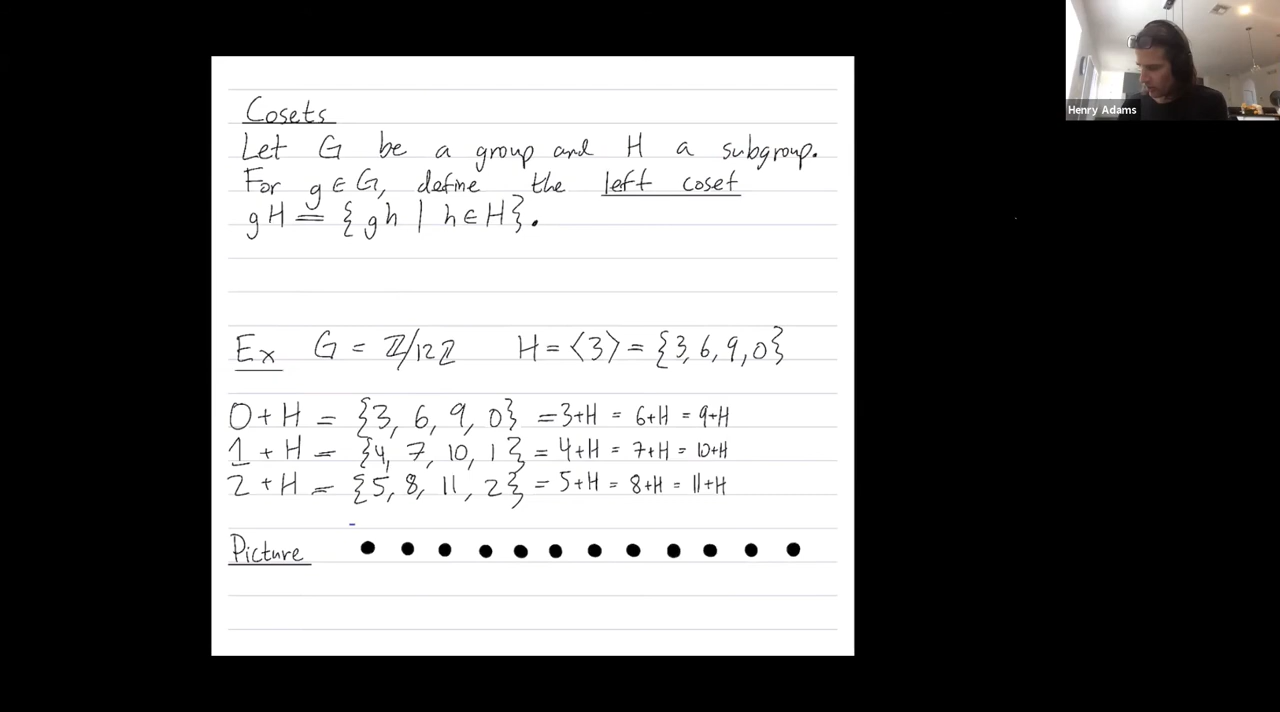 Henry Adams
Cosets
Let G be a group and H a subgroup.
For g ∈ G, define the left coset
gH = {gh | h ∈ H}.
Ex G = ℤ/12ℤ H = ⟨3⟩ = {3, 6, 9, 0}
0 + H = {3, 6, 9, 0} = 3+H = 6+H = 9+H
1 + H = {4, 7, 10, 1} = 4+H = 7+H = 10+H
2 + H = {5, 8, 11, 2} = 5+H = 8+H = 11+H
Picture